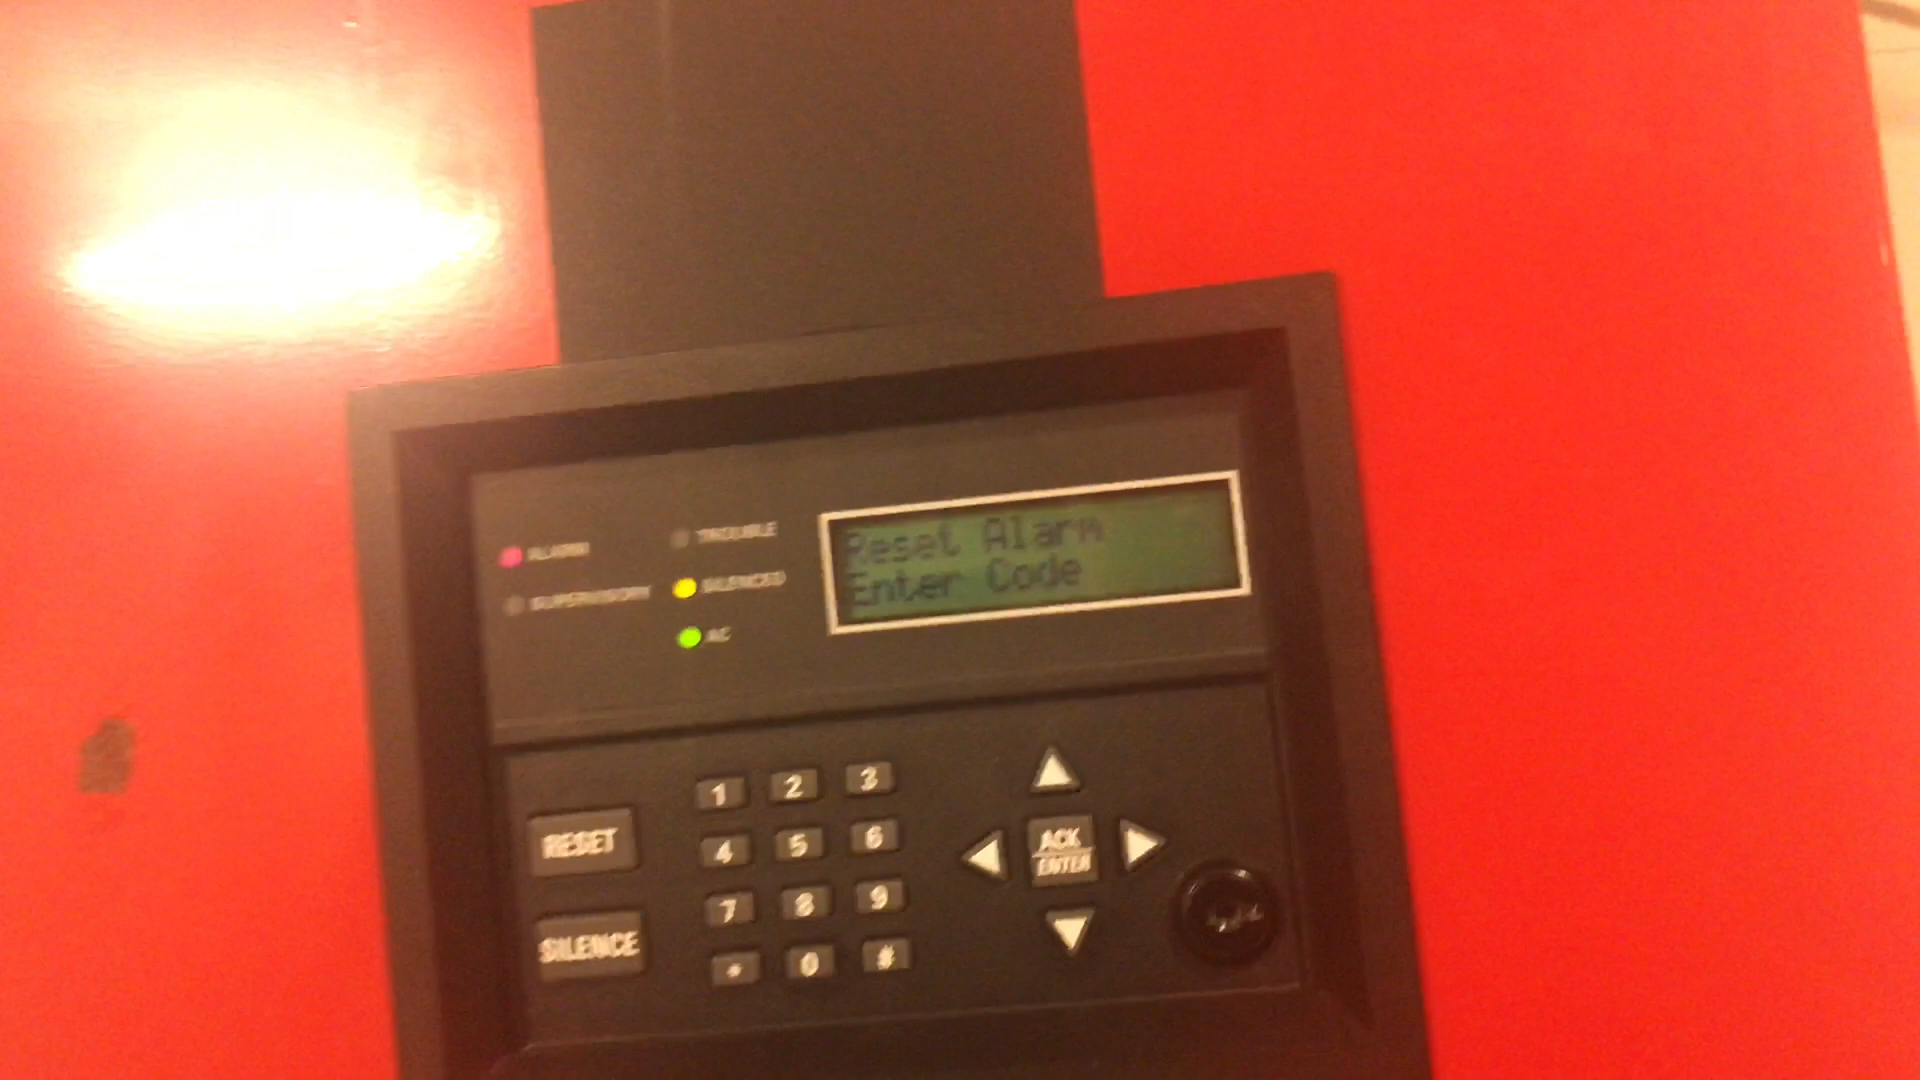 ALARM
TROUBLE
SUPERVISORY
SILENCED
AC
Reset Alarm
Enter Code
RESET
SILENCE
1 2 3
4 5 6
7 8 9
* 0 #
ACK
ENTER